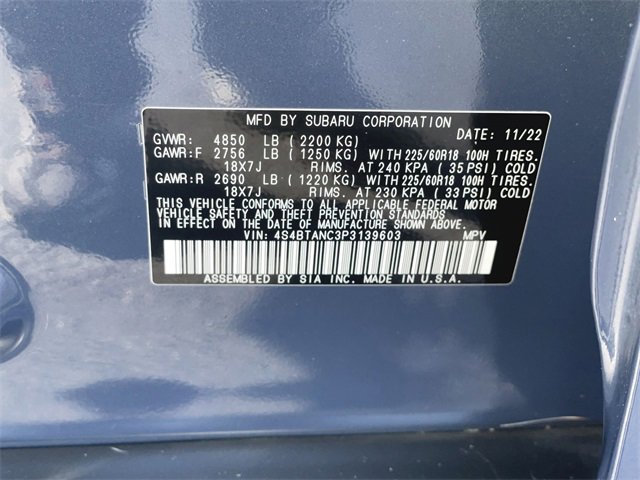 MFD BY SUBARU CORPORATION
DATE: 11/22
GVWR: 4850 LB (2200 KG)
GAWR:F 2756 LB (1250 KG) WITH 225/60R18 100H TIRES.
18X7J RIMS. AT 240 KPA (35 PSI) COLD
GAWR:R 2690 LB (1220 KG) WITH 225/60R18 100H TIRES.
18X7J RIMS. AT 230 KPA (33 PSI) COLD
THIS VEHICLE CONFORMS TO ALL APPLICABLE FEDERAL MOTOR
VEHICLE SAFETY AND THEFT PREVENTION STANDARDS
IN EFFECT ON THE DATE OF MANUFACTURE SHOWN ABOVE.
VIN: 4S4BTANC3P3139603 MPV
ASSEMBLED BY SIA INC. MADE IN U.S.A.